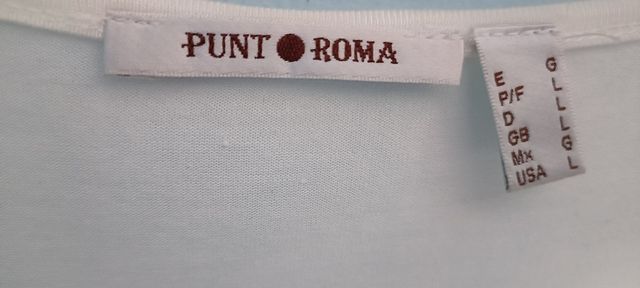 PUNT ROMA
E G
P/F L
D L
GB L
Mx G
USA L